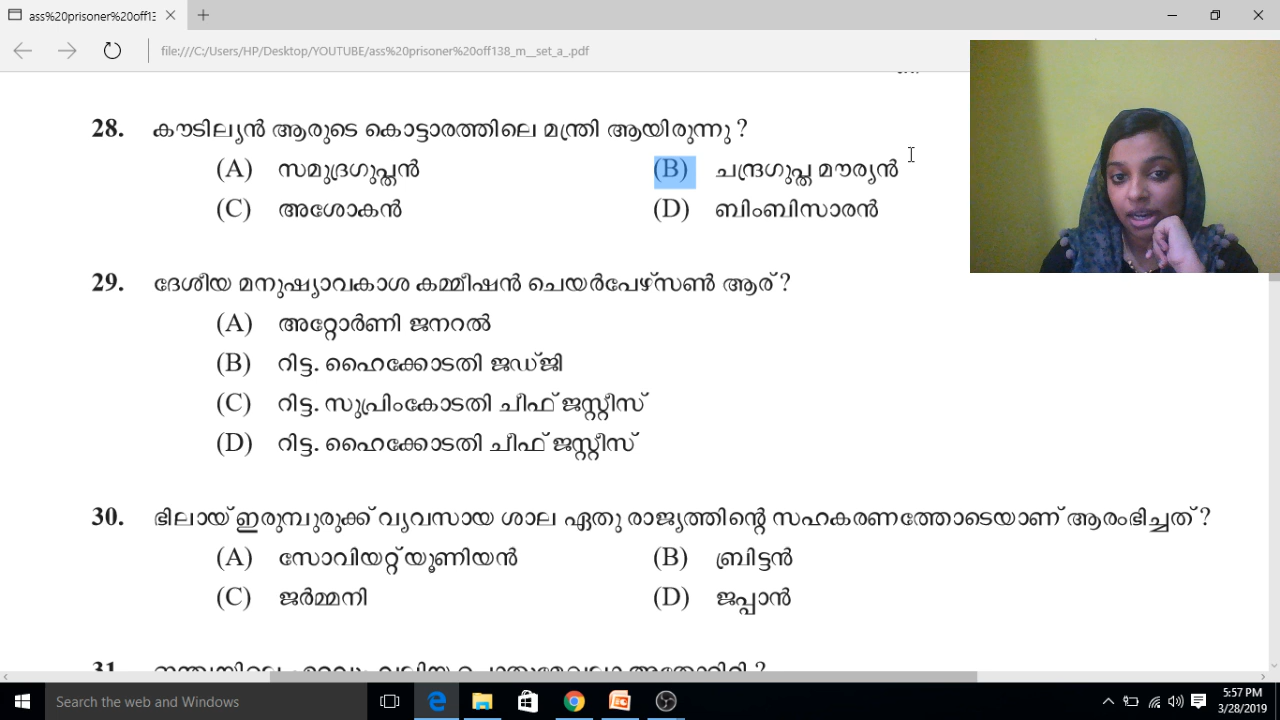 ass%20prisoner%20off13
file:///C:/Users/HP/Desktop/YOUTUBE/ass%20prisoner%20off138_m__set_a_.pdf
28. കൗടില്യൻ ആരുടെ കൊട്ടാരത്തിലെ മന്ത്രി ആയിരുന്നു ?
(A) സമുദ്രഗുപ്തൻ (B) ചന്ദ്രഗുപ്ത മൗര്യൻ
(C) അശോകൻ (D) ബിംബിസാരൻ
29. ദേശീയ മനുഷ്യാവകാശ കമ്മീഷൻ ചെയർപേഴ്സൺ ആര് ?
(A) അറ്റോർണി ജനറൽ
(B) റിട്ട. ഹൈക്കോടതി ജഡ്ജി
(C) റിട്ട. സുപ്രിംകോടതി ചീഫ് ജസ്റ്റീസ്
(D) റിട്ട. ഹൈക്കോടതി ചീഫ് ജസ്റ്റീസ്
30. ഭിലായ് ഇരുമ്പുരുക്ക് വ്യവസായ ശാല ഏതു രാജ്യത്തിന്റെ സഹകരണത്തോടെയാണ് ആരംഭിച്ചത് ?
(A) സോവിയറ്റ് യൂണിയൻ (B) ബ്രിട്ടൻ
(C) ജർമ്മനി (D) ജപ്പാൻ
Search the web and Windows
5:57 PM
3/28/2019